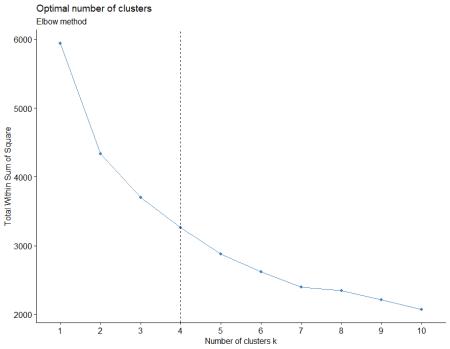 Optimal number of clusters
Elbow method
6000
5000
4000
3000
2000
Total Within Sum of Square
1 2 3 4 5 6 7 8 9 10
Number of clusters k